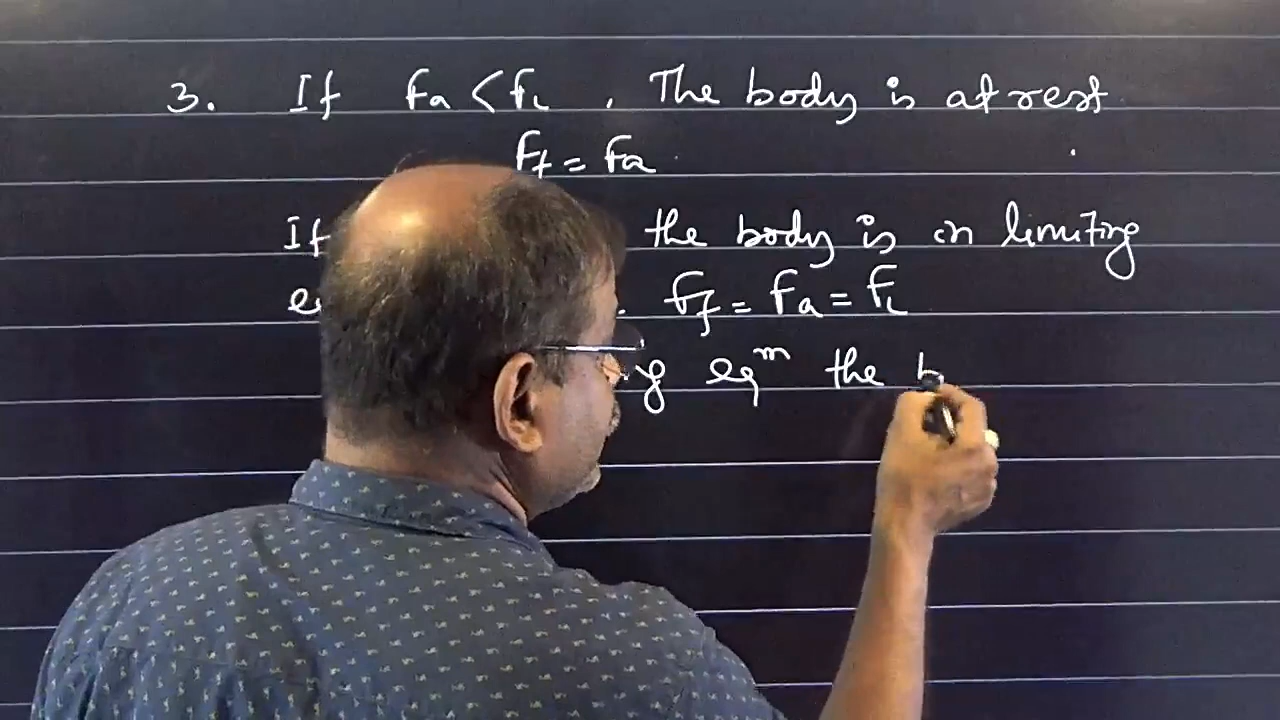 3. If Fa < FL , The body is at rest
Ff = Fa
If the body is in limiting
Ff = Fa = FL
eqm the b